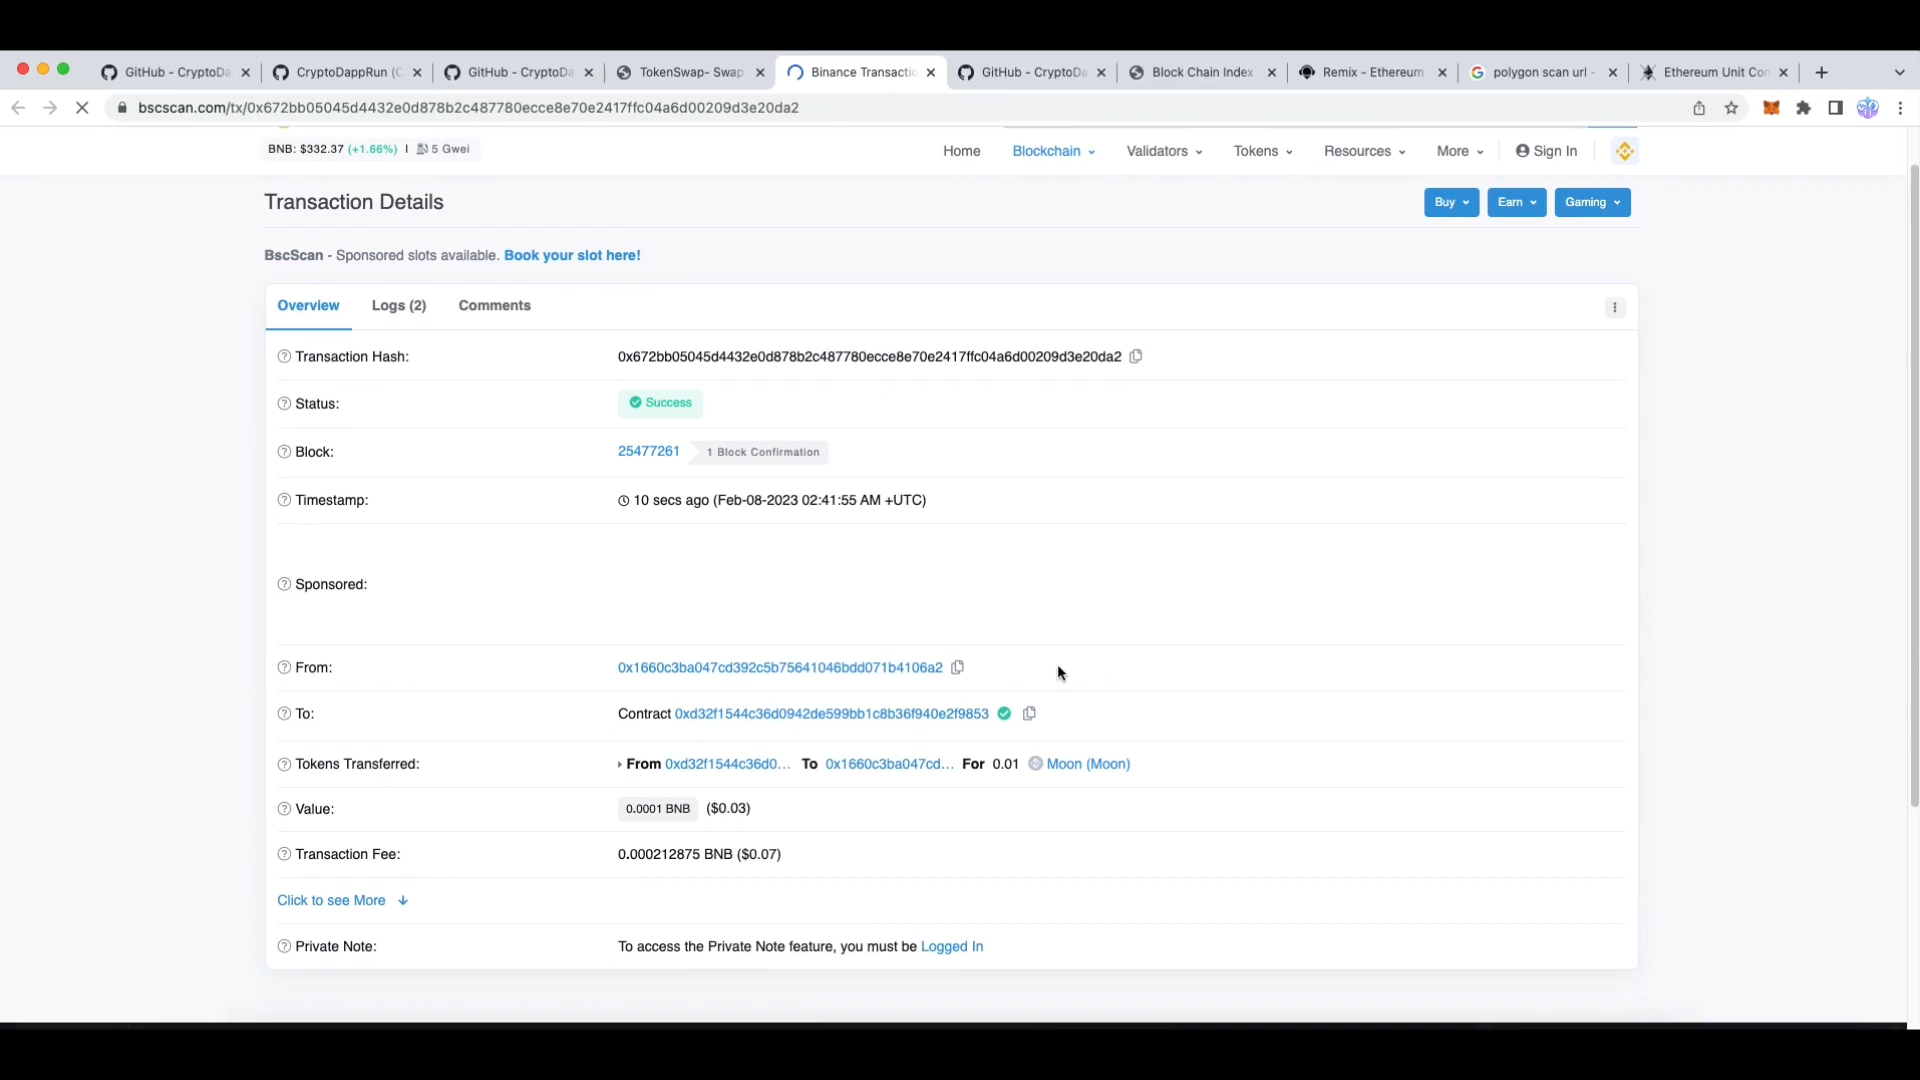 GitHub - CryptoDa
CryptoDappRun (C
GitHub - CryptoDa
TokenSwap- Swap
Binance Transactio
GitHub - CryptoDa
Block Chain Index
Remix - Ethereum
polygon scan url -
Ethereum Unit Con
bscscan.com/tx/0x672bb05045d4432e0d878b2c487780ecce8e70e2417ffc04a6d00209d3e20da2
BNB: $332.37 (+1.66%) | 5 Gwei
Home
Blockchain
Validators
Tokens
Resources
More
Sign In
Transaction Details
Buy
Earn
Gaming
BscScan - Sponsored slots available. Book your slot here!
Overview
Logs (2)
Comments
Transaction Hash: 0x672bb05045d4432e0d878b2c487780ecce8e70e2417ffc04a6d00209d3e20da2
Status: Success
Block: 25477261 1 Block Confirmation
Timestamp: 10 secs ago (Feb-08-2023 02:41:55 AM +UTC)
Sponsored:
From: 0x1660c3ba047cd392c5b75641046bdd071b4106a2
To: Contract 0xd32f1544c36d0942de599bb1c8b36f940e2f9853
Tokens Transferred: From 0xd32f1544c36d0... To 0x1660c3ba047cd... For 0.01 Moon (Moon)
Value: 0.0001 BNB ($0.03)
Transaction Fee: 0.000212875 BNB ($0.07)
Click to see More
Private Note: To access the Private Note feature, you must be Logged In